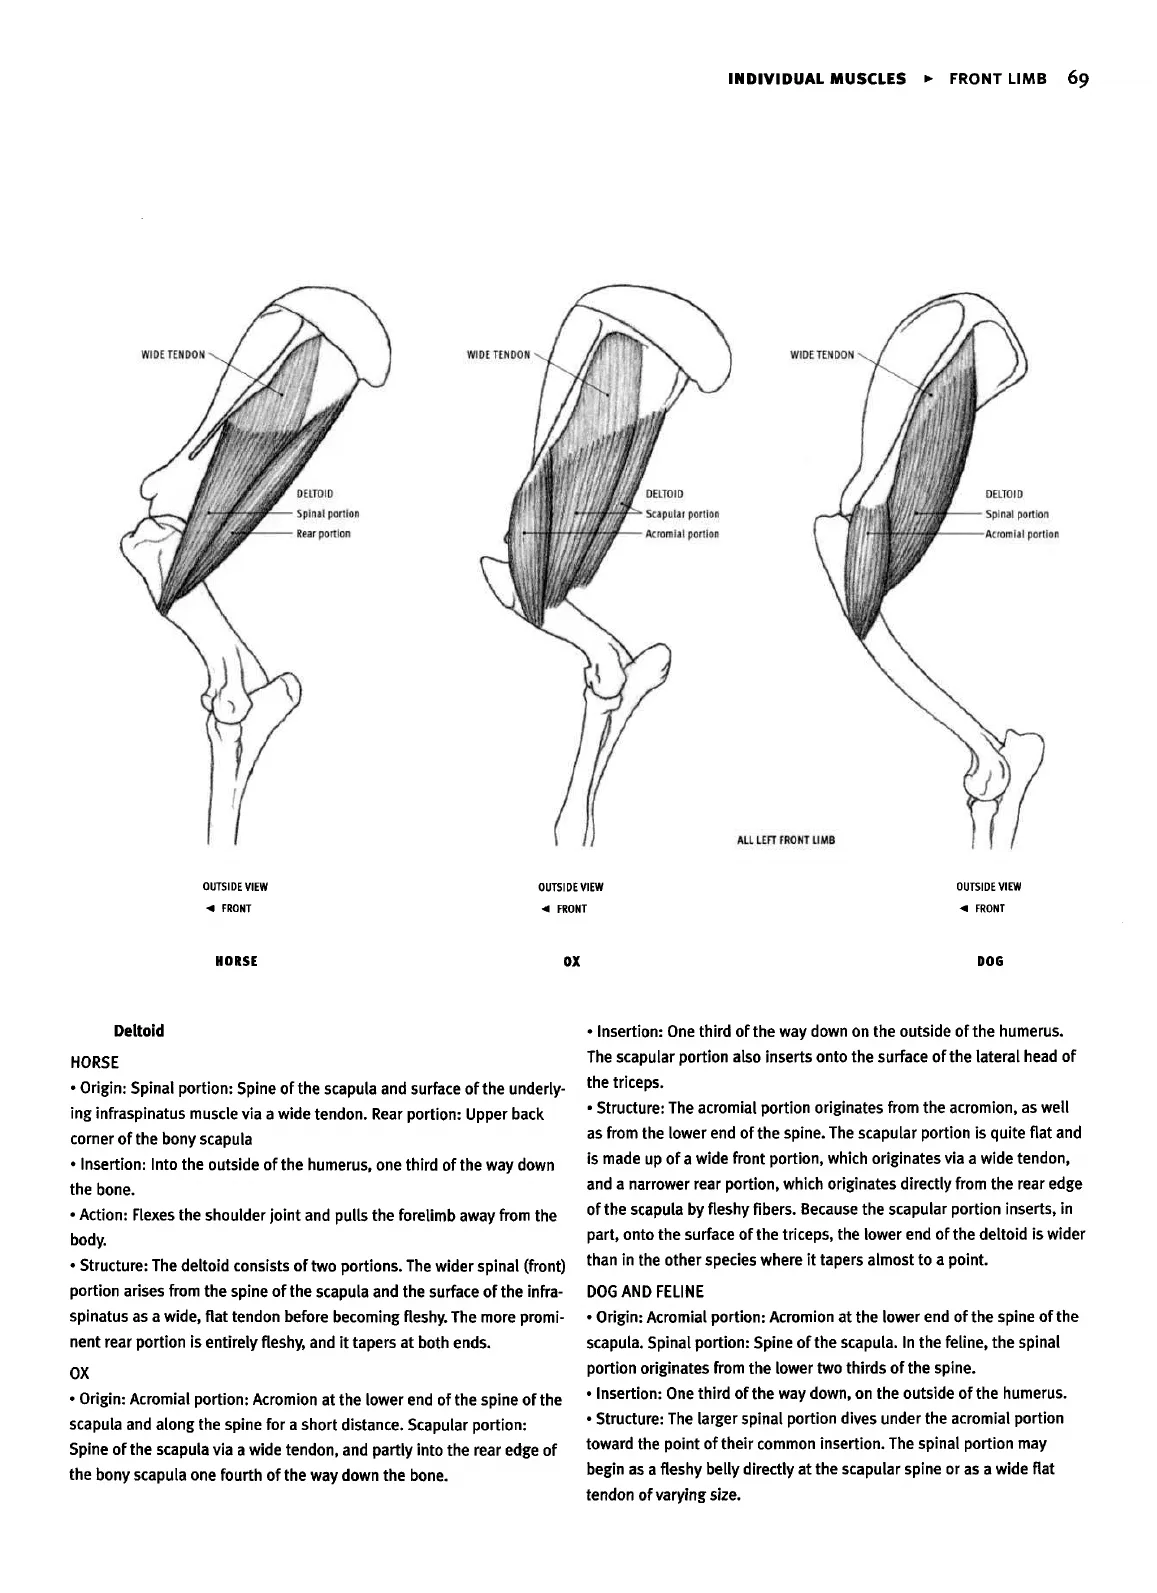 INDIVIDUAL MUSCLES ► FRONT LIMB 69
WIDE TENDON
DELTOID
Spinal portion
Rear portion
WIDE TENDON
DELTOID
Scapular portion
Acromial portion
WIDE TENDON
DELTOID
Spinal portion
Acromial portion
ALL LEFT FRONT LIMB
OUTSIDE VIEW
◄ FRONT
HORSE
OUTSIDE VIEW
◄ FRONT
OX
OUTSIDE VIEW
◄ FRONT
DOG
Deltoid
HORSE
• Origin: Spinal portion: Spine of the scapula and surface of the underly-
ing infraspinatus muscle via a wide tendon. Rear portion: Upper back
corner of the bony scapula
• Insertion: Into the outside of the humerus, one third of the way down
the bone.
• Action: Flexes the shoulder joint and pulls the forelimb away from the
body.
• Structure: The deltoid consists of two portions. The wider spinal (front)
portion arises from the spine of the scapula and the surface of the infra-
spinatus as a wide, flat tendon before becoming fleshy. The more promi-
nent rear portion is entirely fleshy, and it tapers at both ends.
OX
• Origin: Acromial portion: Acromion at the lower end of the spine of the
scapula and along the spine for a short distance. Scapular portion:
Spine of the scapula via a wide tendon, and partly into the rear edge of
the bony scapula one fourth of the way down the bone.
• Insertion: One third of the way down on the outside of the humerus.
The scapular portion also inserts onto the surface of the lateral head of
the triceps.
• Structure: The acromial portion originates from the acromion, as well
as from the lower end of the spine. The scapular portion is quite flat and
is made up of a wide front portion, which originates via a wide tendon,
and a narrower rear portion, which originates directly from the rear edge
of the scapula by fleshy fibers. Because the scapular portion inserts, in
part, onto the surface of the triceps, the lower end of the deltoid is wider
than in the other species where it tapers almost to a point.
DOG AND FELINE
• Origin: Acromial portion: Acromion at the lower end of the spine of the
scapula. Spinal portion: Spine of the scapula. In the feline, the spinal
portion originates from the lower two thirds of the spine.
• Insertion: One third of the way down, on the outside of the humerus.
• Structure: The larger spinal portion dives under the acromial portion
toward the point of their common insertion. The spinal portion may
begin as a fleshy belly directly at the scapular spine or as a wide flat
tendon of varying size.